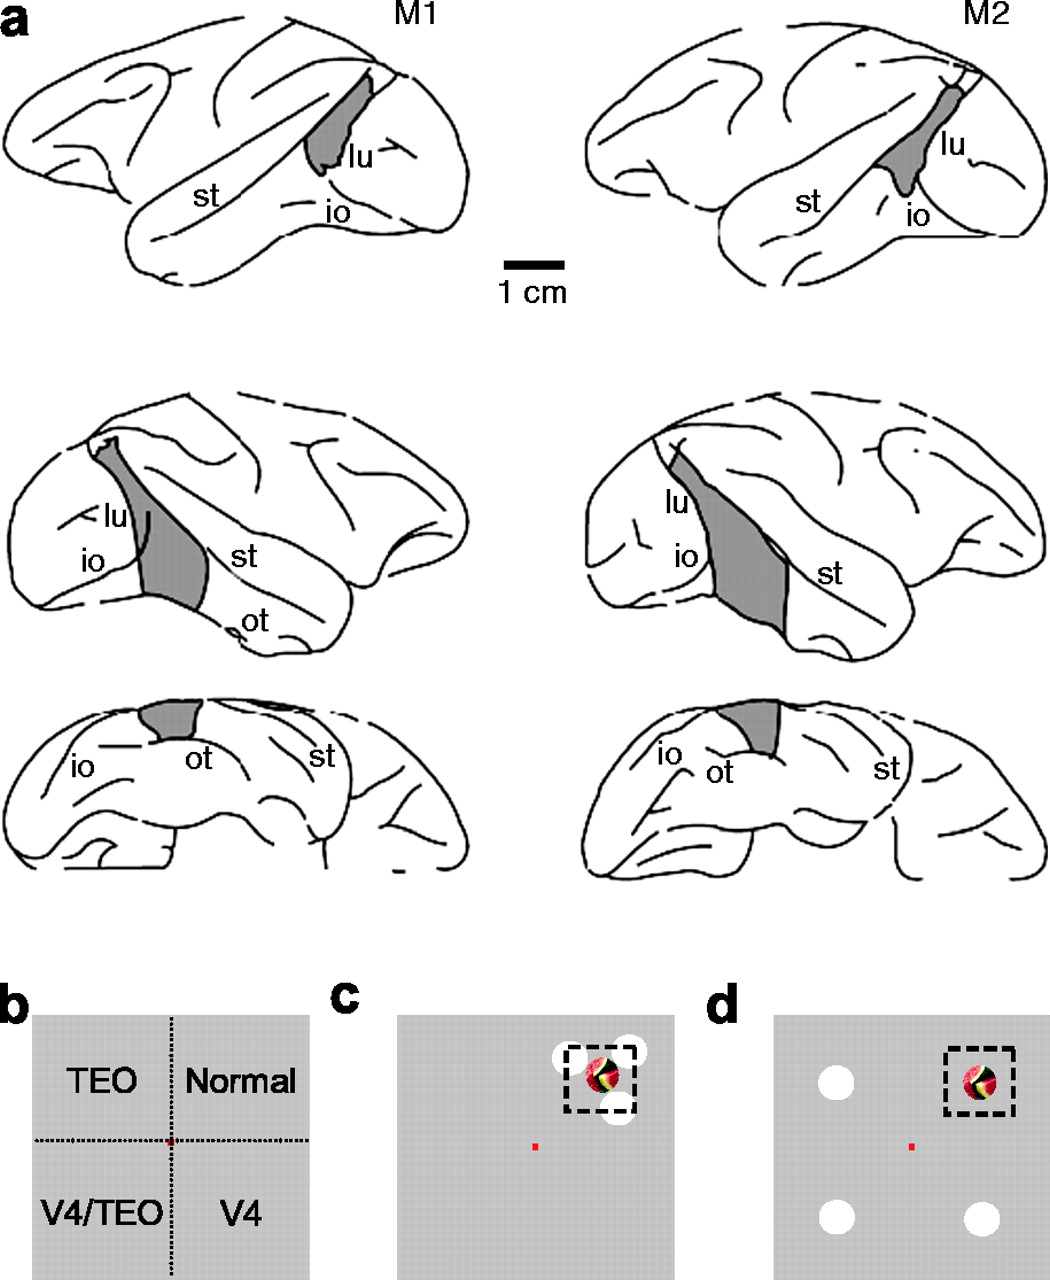 a
M1
M2
lu
st
io
lu
st
io
1 cm
lu
io
st
ot
lu
io
st
io
ot
st
io
ot
st
b
c
d
TEO
Normal
V4/TEO
V4